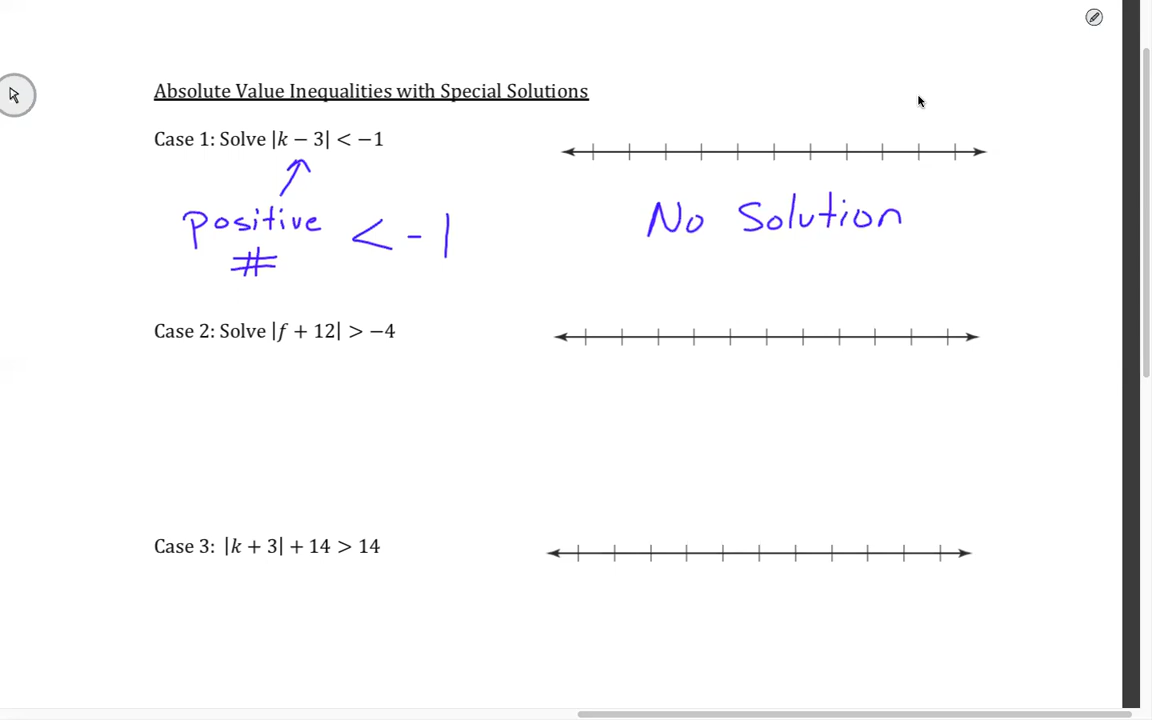 Absolute Value Inequalities with Special Solutions
Case 1: Solve |k − 3| < −1
positive < -1
#
No Solution
Case 2: Solve |f + 12| > −4
Case 3: |k + 3| + 14 > 14